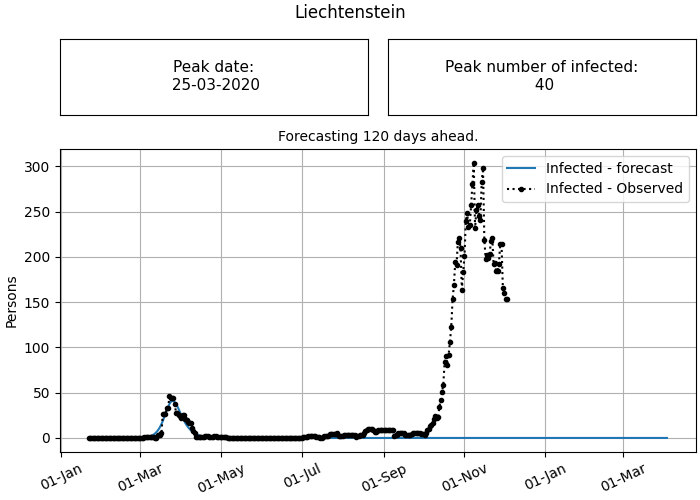 Liechtenstein
Peak date:
25-03-2020
Peak number of infected:
40
Forecasting 120 days ahead.
Infected - forecast
Infected - Observed
Persons
300
250
200
150
100
50
0
01-Jan
01-Mar
01-May
01-Jul
01-Sep
01-Nov
01-Jan
01-Mar